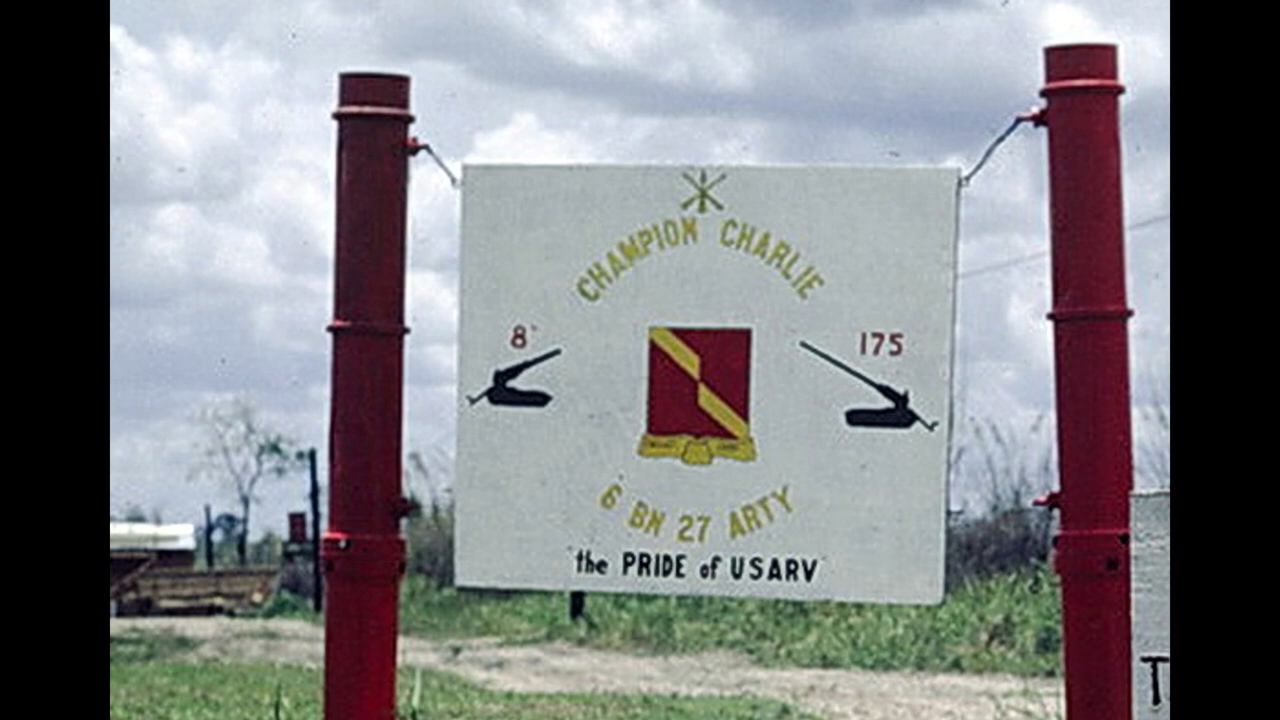 CHAMPION CHARLIE
8"
175
6 BN 27 ARTY
"the PRIDE of USARV"
T